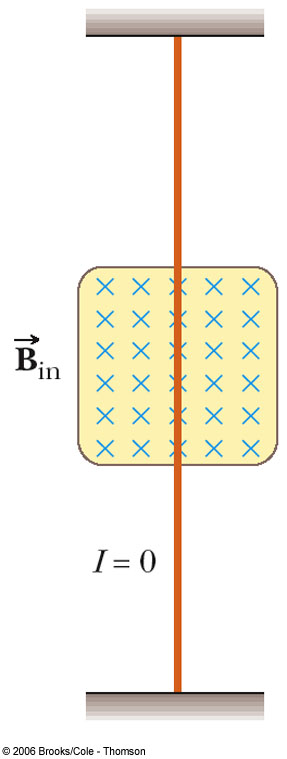 B⃗in
I = 0
© 2006 Brooks/Cole - Thomson